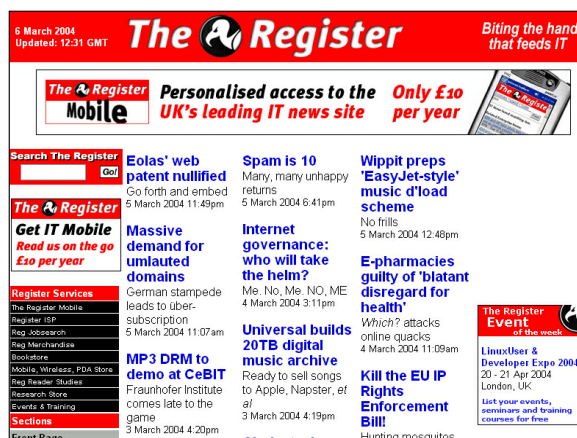 6 March 2004
Updated: 12:31 GMT
The Register
Biting the hand
that feeds IT
The Register
Mobile
Personalised access to the
UK's leading IT news site
Only £10
per year
Search The Register
Go!
The Register
Get IT Mobile
Read us on the go
£10 per year
Register Services
The Register Mobile
Register ISP
Reg Jobsearch
Reg Merchandise
Bookstore
Mobile, Wireless, PDA Store
Reg Reader Studies
Research Store
Events & Training
Sections
Front Page
Eolas' web
patent nullified
Go forth and embed
5 March 2004 11:49pm
Massive
demand for
umlauted
domains
German stampede
leads to über-
subscription
5 March 2004 11:07am
MP3 DRM to
demo at CeBIT
Fraunhofer Institute
comes late to the
game
3 March 2004 4:20pm
Spam is 10
Many, many unhappy
returns
5 March 2004 6:41pm
Internet
governance:
who will take
the helm?
Me. No, Me. NO, ME
4 March 2004 3:11pm
Universal builds
20TB digital
music archive
Ready to sell songs
to Apple, Napster, et
al
3 March 2004 4:19pm
Wippit preps
'EasyJet-style'
music d'load
scheme
No frills
5 March 2004 12:48pm
E-pharmacies
guilty of 'blatant
disregard for
health'
Which? attacks
online quacks
4 March 2004 11:09am
Kill the EU IP
Rights
Enforcement
Bill!
Hunting mosquitos
The Register
Event
of the week
LinuxUser &
Developer Expo 2004
20 - 21 Apr 2004
London, UK
List your events,
seminars and training
courses for free